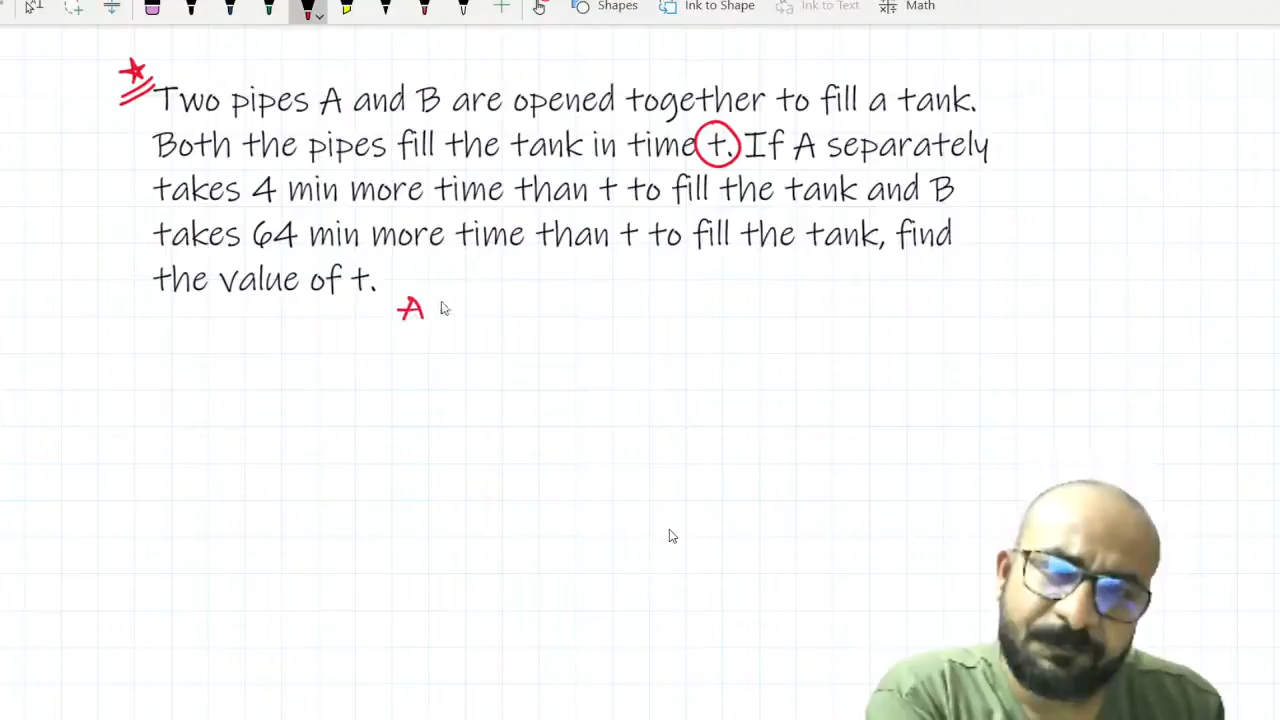 Shapes Ink to Shape Ink to Text Math
Two pipes A and B are opened together to fill a tank.
Both the pipes fill the tank in time t. If A separately
takes 4 min more time than t to fill the tank and B
takes 64 min more time than t to fill the tank, find
the value of t.
A